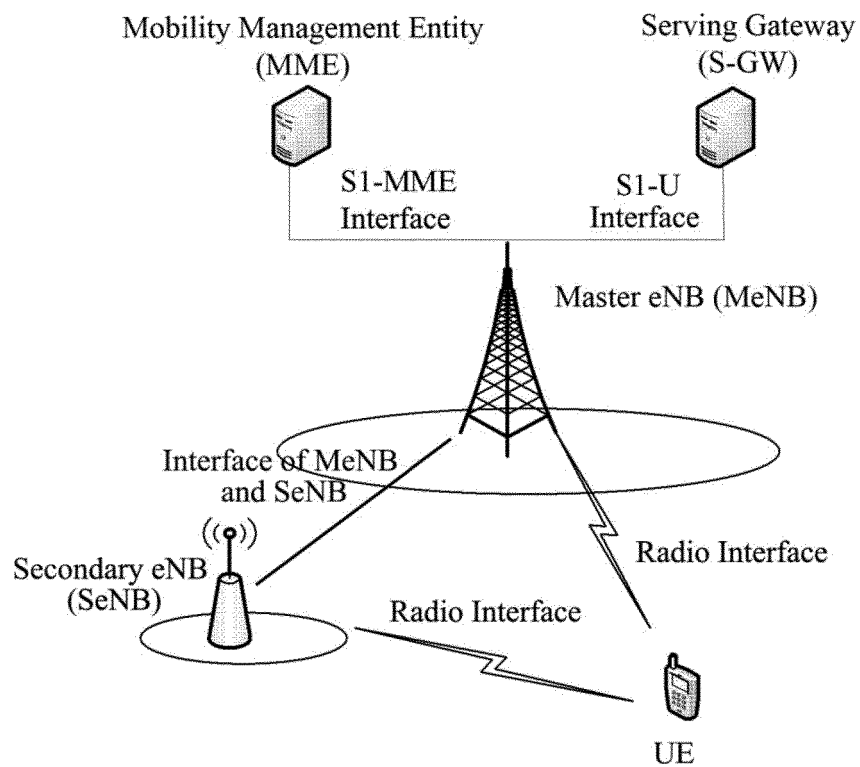 Mobility Management Entity
(MME)
Serving Gateway
(S-GW)
S1-MME
Interface
S1-U
Interface
Master eNB (MeNB)
Interface of MeNB
and SeNB
Secondary eNB
(SeNB)
Radio Interface
Radio Interface
UE